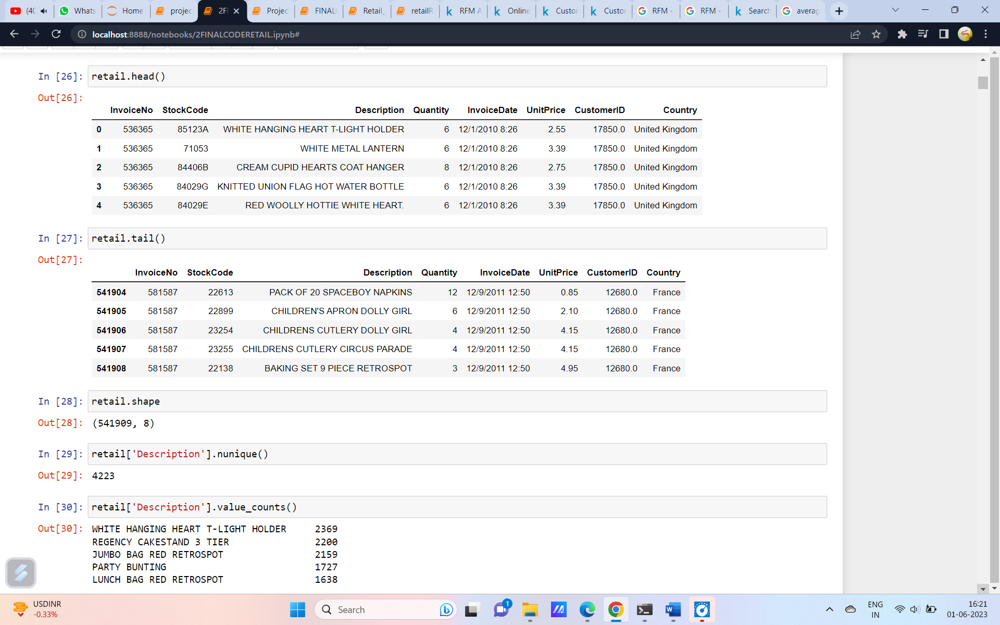 (4(
Whats
Home
projec
2FI
Projec
FINAL
Retail_
retailR
RFM A
Online
Custor
Custor
RFM -
RFM -
Search
averag
localhost:8888/notebooks/2FINALCODERETAIL.ipynb#
In [26]: retail.head()
Out[26]:
InvoiceNo StockCode Description Quantity InvoiceDate UnitPrice CustomerID Country
0 536365 85123A WHITE HANGING HEART T-LIGHT HOLDER 6 12/1/2010 8:26 2.55 17850.0 United Kingdom
1 536365 71053 WHITE METAL LANTERN 6 12/1/2010 8:26 3.39 17850.0 United Kingdom
2 536365 84406B CREAM CUPID HEARTS COAT HANGER 8 12/1/2010 8:26 2.75 17850.0 United Kingdom
3 536365 84029G KNITTED UNION FLAG HOT WATER BOTTLE 6 12/1/2010 8:26 3.39 17850.0 United Kingdom
4 536365 84029E RED WOOLLY HOTTIE WHITE HEART. 6 12/1/2010 8:26 3.39 17850.0 United Kingdom
In [27]: retail.tail()
Out[27]:
InvoiceNo StockCode Description Quantity InvoiceDate UnitPrice CustomerID Country
541904 581587 22613 PACK OF 20 SPACEBOY NAPKINS 12 12/9/2011 12:50 0.85 12680.0 France
541905 581587 22899 CHILDREN'S APRON DOLLY GIRL 6 12/9/2011 12:50 2.10 12680.0 France
541906 581587 23254 CHILDRENS CUTLERY DOLLY GIRL 4 12/9/2011 12:50 4.15 12680.0 France
541907 581587 23255 CHILDRENS CUTLERY CIRCUS PARADE 4 12/9/2011 12:50 4.15 12680.0 France
541908 581587 22138 BAKING SET 9 PIECE RETROSPOT 3 12/9/2011 12:50 4.95 12680.0 France
In [28]: retail.shape
Out[28]: (541909, 8)
In [29]: retail['Description'].nunique()
Out[29]: 4223
In [30]: retail['Description'].value_counts()
Out[30]: WHITE HANGING HEART T-LIGHT HOLDER 2369
REGENCY CAKESTAND 3 TIER 2200
JUMBO BAG RED RETROSPOT 2159
PARTY BUNTING 1727
LUNCH BAG RED RETROSPOT 1638
USDINR
-0.33%
Search
1
ENG
IN
16:21
01-06-2023